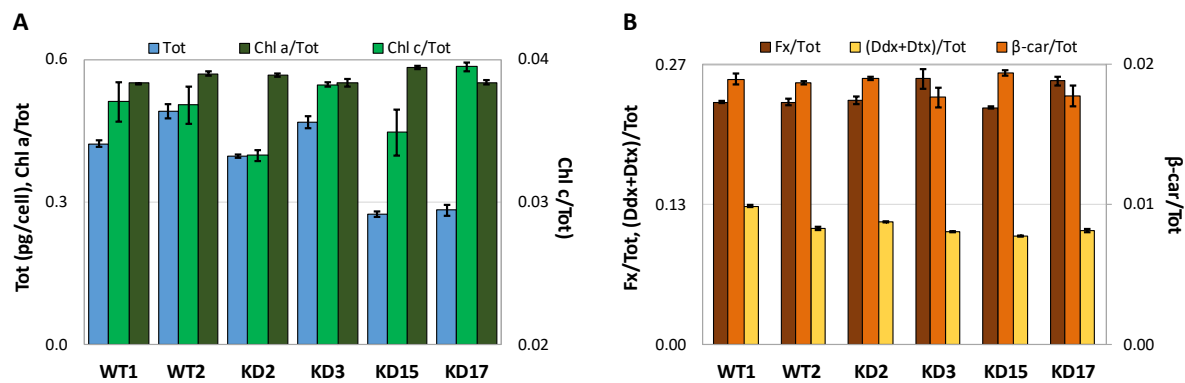 A
Tot Chl a/Tot Chl c/Tot
Tot (pg/cell), Chl a/Tot
0.6
0.3
0.0
0.04
0.03
0.02
Chl c/Tot)
WT1 WT2 KD2 KD3 KD15 KD17
B
Fx/Tot (Ddx+Dtx)/Tot β-car/Tot
Fx/Tot, (Ddx+Dtx)/Tot
0.27
0.13
0.00
0.02
0.01
0.00
β-car/Tot
WT1 WT2 KD2 KD3 KD15 KD17